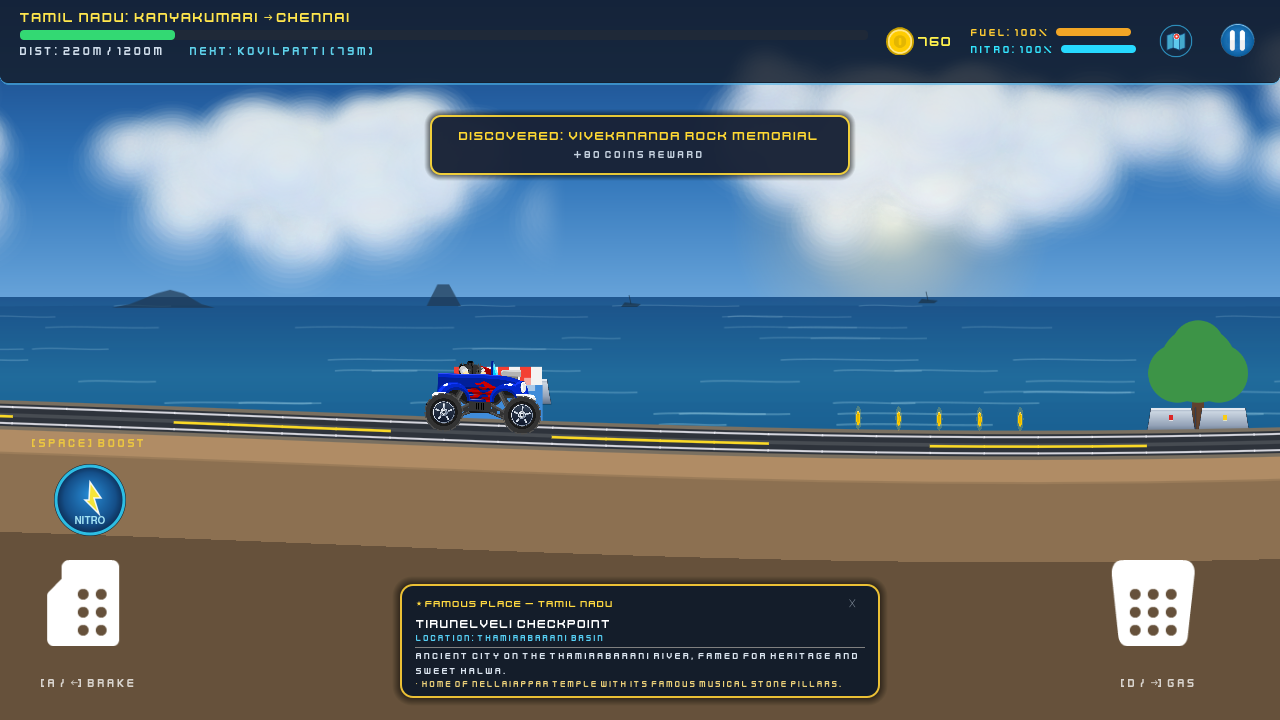 TAMIL NADU: KANYAKUMARI → CHENNAI
DIST: 220M / 1200M NEXT: KOVILPATTI (79M)
760
FUEL: 100%
NITRO: 100%
DISCOVERED: VIVEKANANDA ROCK MEMORIAL
+80 COINS REWARD
[SPACE] BOOST
NITRO
[A / ←] BRAKE
★ FAMOUS PLACE — TAMIL NADU X
TIRUNELVELI CHECKPOINT
LOCATION: THAMIRABARANI BASIN
ANCIENT CITY ON THE THAMIRABARANI RIVER, FAMED FOR HERITAGE AND
SWEET HALWA.
· HOME OF NELLAIAPPAR TEMPLE WITH ITS FAMOUS MUSICAL STONE PILLARS.
[D / →] GAS